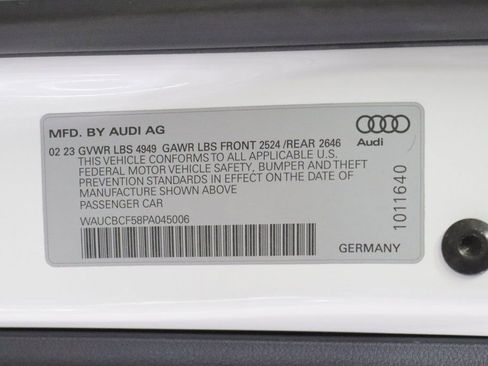 MFD. BY AUDI AG
Audi
02 23 GVWR LBS 4949 GAWR LBS FRONT 2524 /REAR 2646
THIS VEHICLE CONFORMS TO ALL APPLICABLE U.S.
FEDERAL MOTOR VEHICLE SAFETY, BUMPER AND THEFT
PREVENTION STANDARDS IN EFFECT ON THE DATE OF
MANUFACTURE SHOWN ABOVE
PASSENGER CAR
WAUCBCF58PA045006
1011640
GERMANY